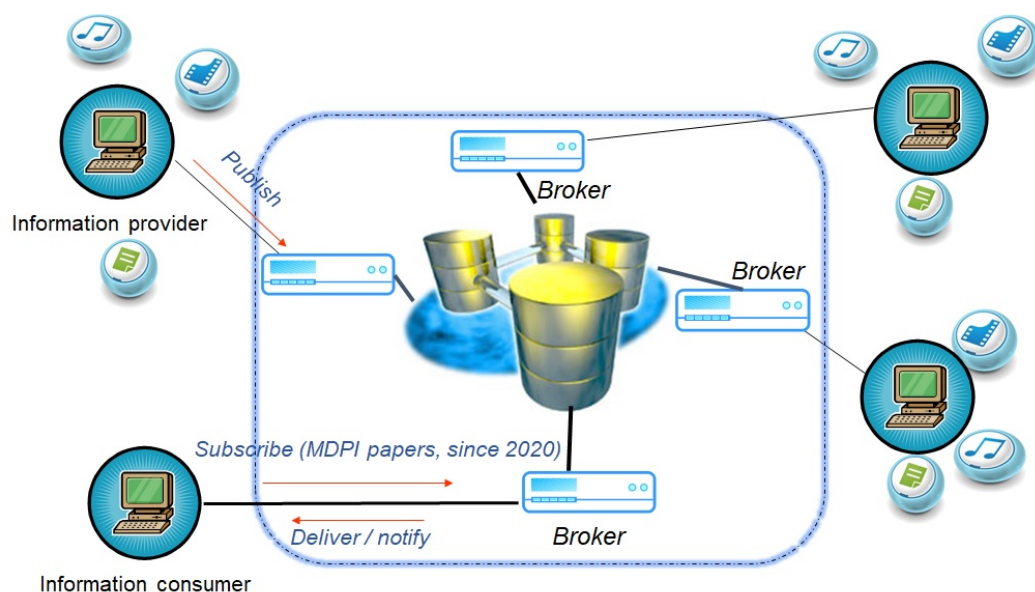 Publish
Broker
Information provider
Broker
Subscribe (MDPI papers, since 2020)
Deliver / notify
Broker
Information consumer